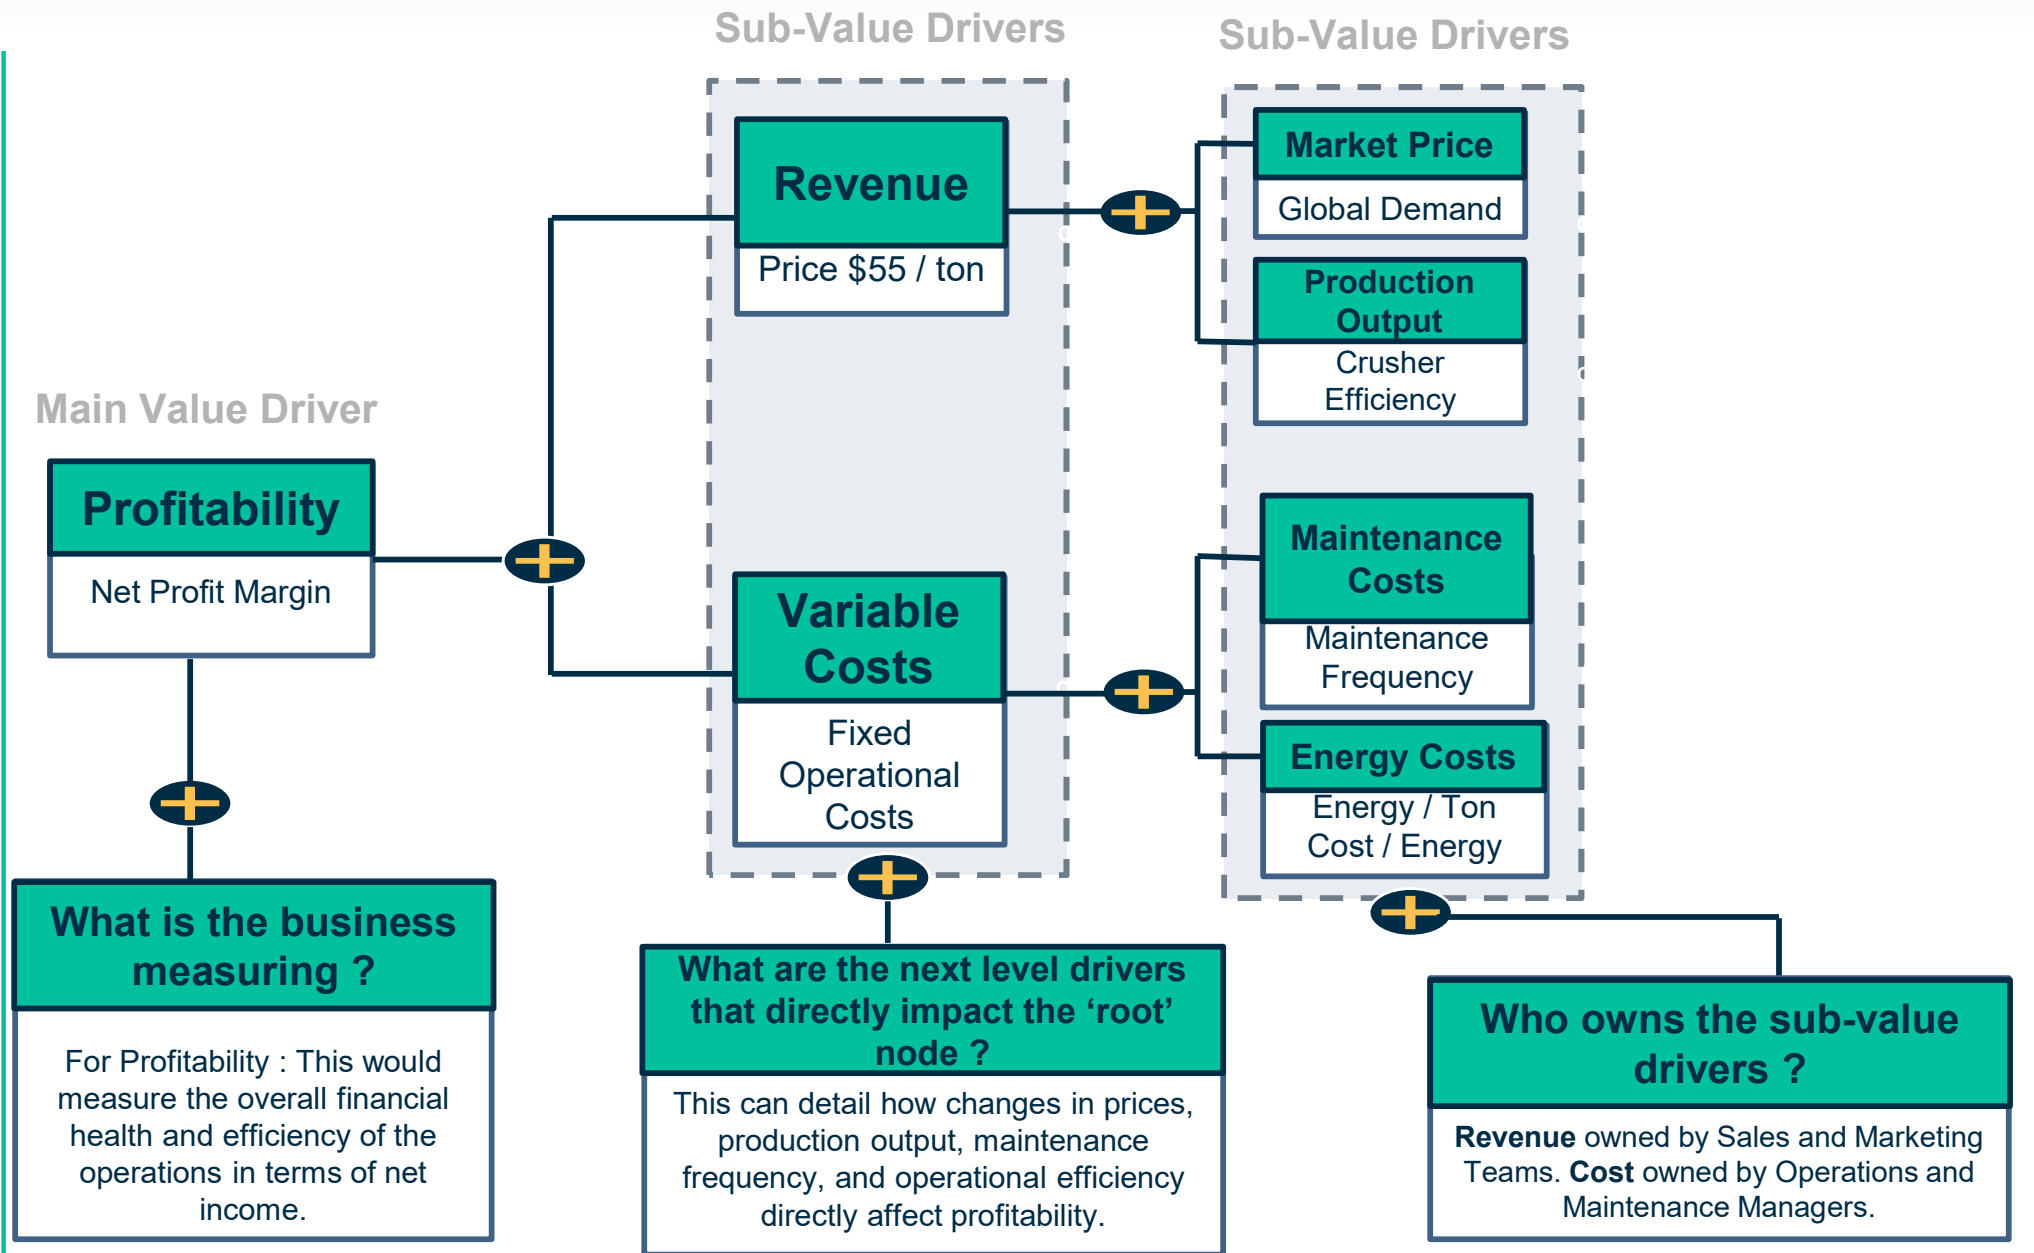 Sub-Value Drivers
Sub-Value Drivers
Revenue
Price $55 / ton
Market Price
Global Demand
Production
Output
Crusher
Efficiency
Main Value Driver
Profitability
Net Profit Margin
Variable
Costs
Fixed
Operational
Costs
Maintenance
Costs
Maintenance
Frequency
Energy Costs
Energy / Ton
Cost / Energy
What is the business
measuring ?
For Profitability : This would
measure the overall financial
health and efficiency of the
operations in terms of net
income.
What are the next level drivers
that directly impact the ‘root’
node ?
This can detail how changes in prices,
production output, maintenance
frequency, and operational efficiency
directly affect profitability.
Who owns the sub-value
drivers ?
Revenue owned by Sales and Marketing
Teams. Cost owned by Operations and
Maintenance Managers.